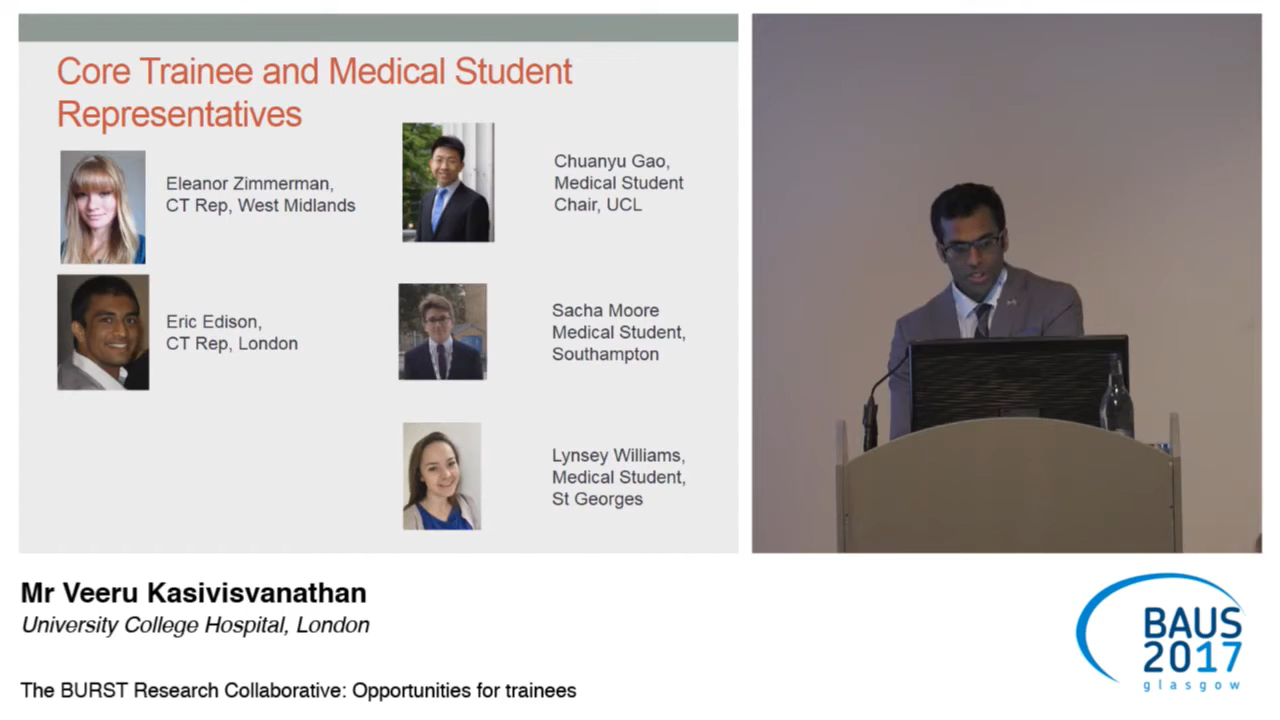 Core Trainee and Medical Student
Representatives
Eleanor Zimmerman,
CT Rep, West Midlands
Eric Edison,
CT Rep, London
Chuanyu Gao,
Medical Student
Chair, UCL
Sacha Moore
Medical Student,
Southampton
Lynsey Williams,
Medical Student,
St Georges
Mr Veeru Kasivisvanathan
University College Hospital, London
The BURST Research Collaborative: Opportunities for trainees
BAUS
2017
glasgow